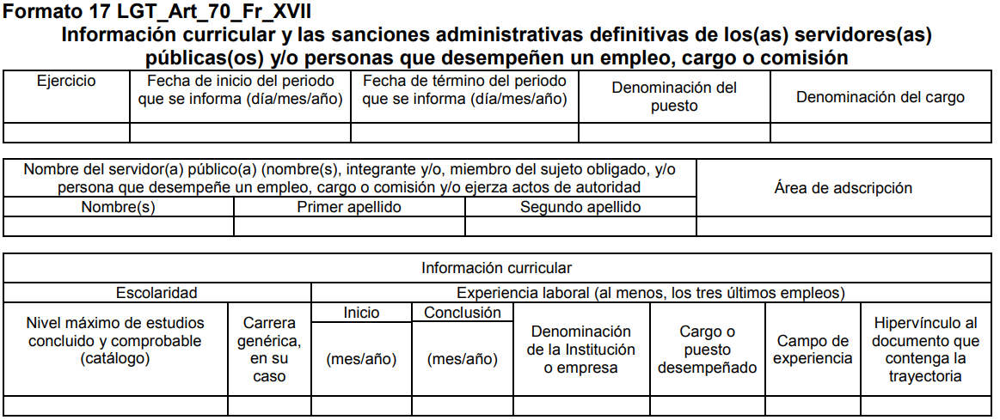 Formato 17 LGT_Art_70_Fr_XVII
Información curricular y las sanciones administrativas definitivas de los(as) servidores(as)
públicas(os) y/o personas que desempeñen un empleo, cargo o comisión
Ejercicio
Fecha de inicio del periodo
que se informa (día/mes/año)
Fecha de término del periodo
que se informa (día/mes/año)
Denominación del
puesto
Denominación del cargo
Nombre del servidor(a) público(a) (nombre(s), integrante y/o, miembro del sujeto obligado, y/o
persona que desempeñe un empleo, cargo o comisión y/o ejerza actos de autoridad
Área de adscripción
Nombre(s)
Primer apellido
Segundo apellido
Información curricular
Escolaridad
Experiencia laboral (al menos, los tres últimos empleos)
Nivel máximo de estudios
concluido y comprobable
(catálogo)
Carrera
genérica,
en su
caso
Inicio
(mes/año)
Conclusión
(mes/año)
Denominación
de la Institución
o empresa
Cargo o
puesto
desempeñado
Campo de
experiencia
Hipervínculo al
documento que
contenga la
trayectoria